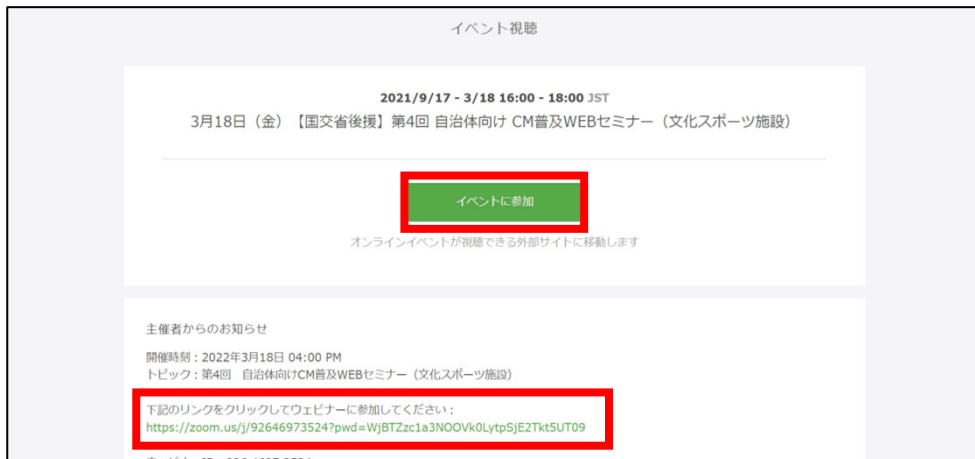 イベント視聴
2021/9/17 - 3/18 16:00 - 18:00 JST
3月18日（金）【国交省後援】第4回 自治体向け CM普及WEBセミナー（文化スポーツ施設）
イベントに参加
オンラインイベントが視聴できる外部サイトに移動します
主催者からのお知らせ
開催時刻：2022年3月18日 04:00 PM
トピック：第4回　自治体向けCM普及WEBセミナー（文化スポーツ施設）
下記のリンクをクリックしてウェビナーに参加してください：
https://zoom.us/j/92646973524?pwd=WjBTZzc1a3NOOVk0LytpSjE2Tkt5UT09